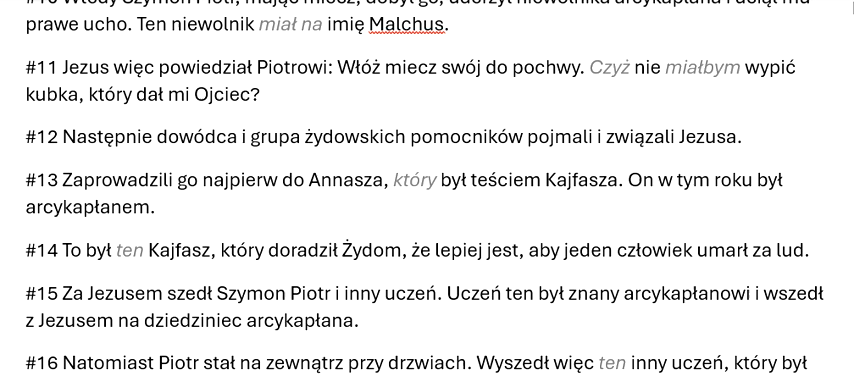 prawe ucho. Ten niewolnik miał na imię Malchus.
#11 Jezus więc powiedział Piotrowi: Włóż miecz swój do pochwy. Czyż nie miałbym wypić
kubka, który dał mi Ojciec?
#12 Następnie dowódca i grupa żydowskich pomocników pojmali i związali Jezusa.
#13 Zaprowadzili go najpierw do Annasza, który był teściem Kajfasza. On w tym roku był
arcykapłanem.
#14 To był ten Kajfasz, który doradził Żydom, że lepiej jest, aby jeden człowiek umarł za lud.
#15 Za Jezusem szedł Szymon Piotr i inny uczeń. Uczeń ten był znany arcykapłanowi i wszedł
z Jezusem na dziedziniec arcykapłana.
#16 Natomiast Piotr stał na zewnątrz przy drzwiach. Wyszedł więc ten inny uczeń, który był